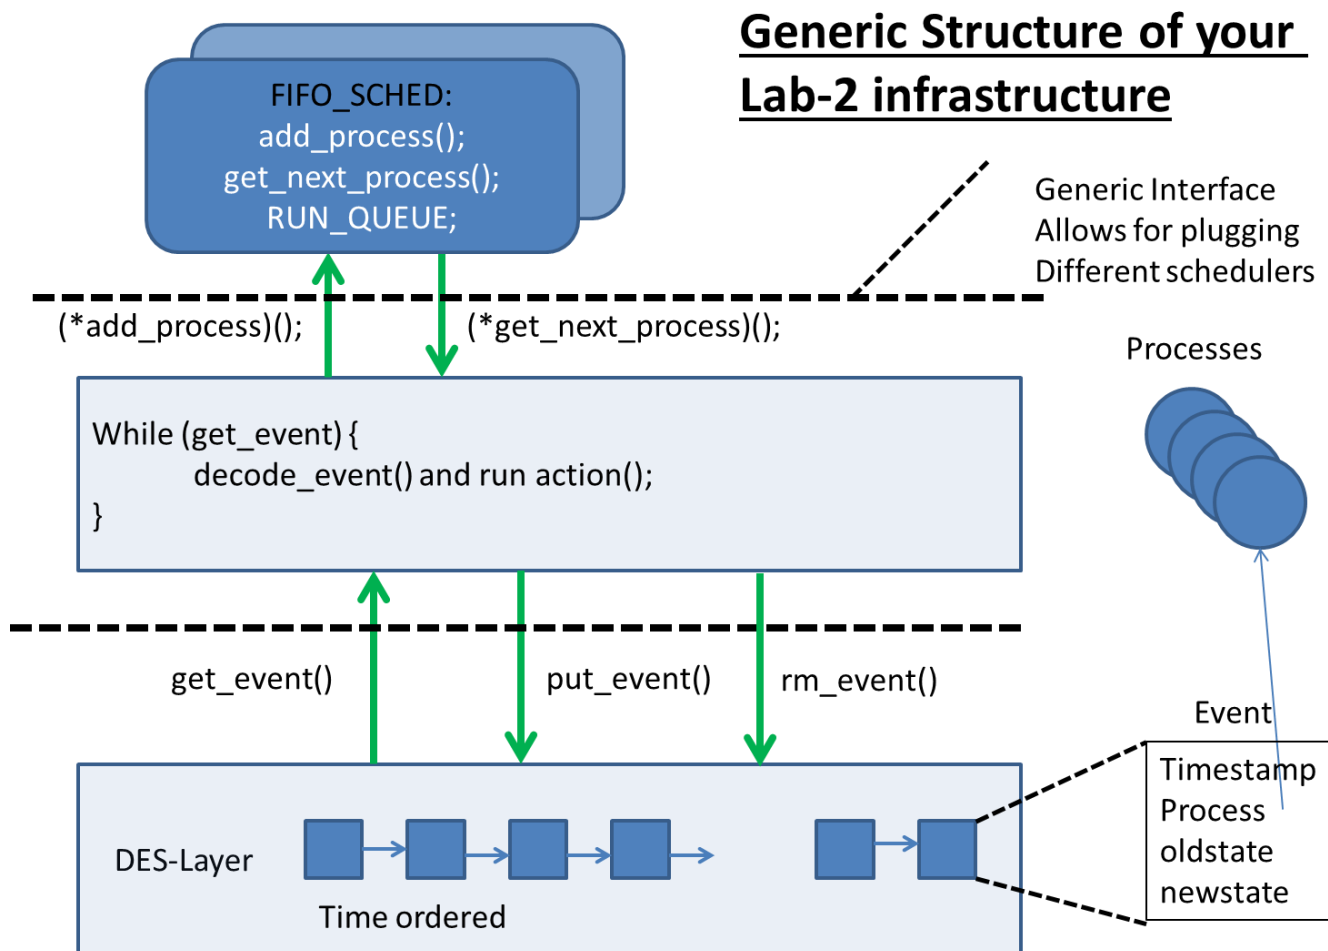 Generic Structure of your
Lab-2 infrastructure
FIFO_SCHED:
add_process();
get_next_process();
RUN_QUEUE;
Generic Interface
Allows for plugging
Different schedulers
(*add_process)();
(*get_next_process)();
Processes
While (get_event) {
decode_event() and run action();
}
get_event()
put_event()
rm_event()
Event
Timestamp
Process
oldstate
newstate
DES-Layer
Time ordered